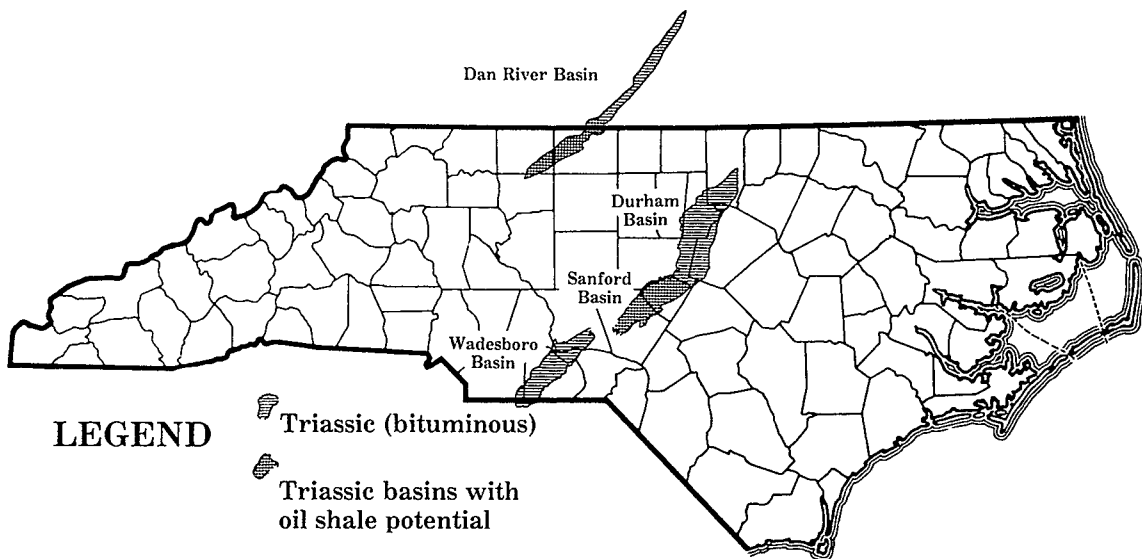 Dan River Basin
Durham
Basin
Sanford
Basin
Wadesboro
Basin
LEGEND
Triassic (bituminous)
Triassic basins with
oil shale potential